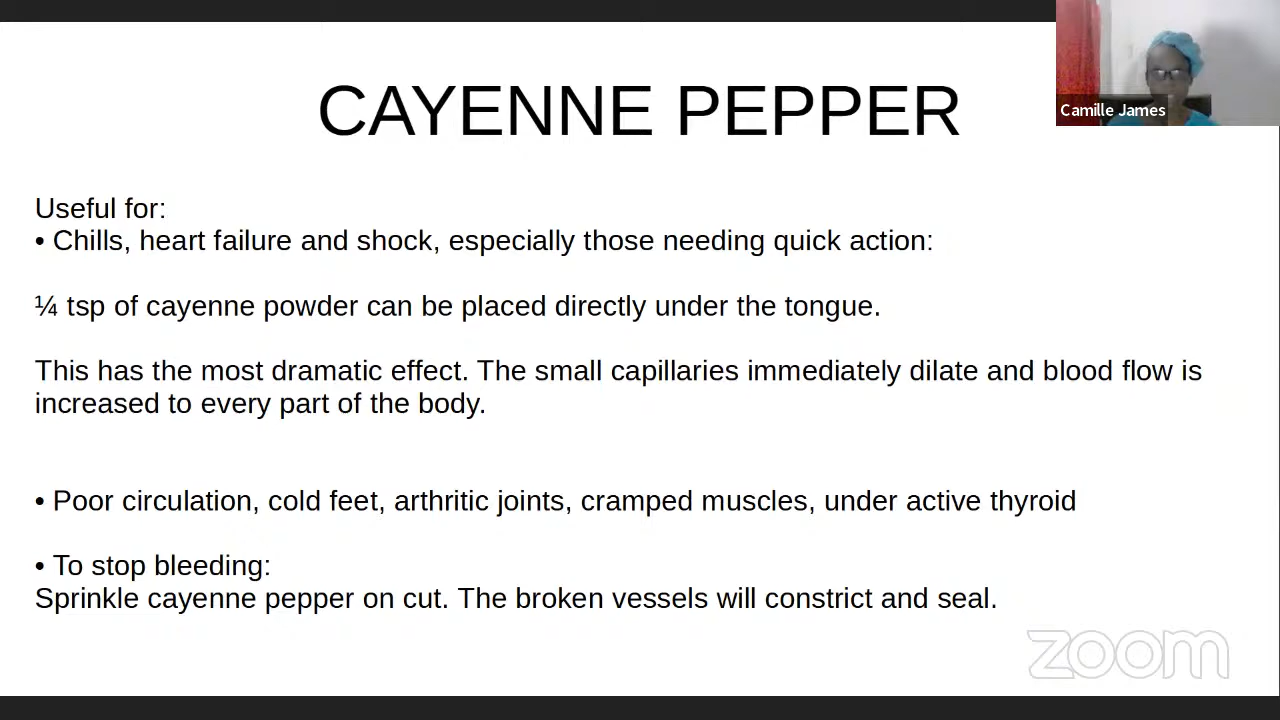 CAYENNE PEPPER
Camille James
Useful for:
• Chills, heart failure and shock, especially those needing quick action:
¼ tsp of cayenne powder can be placed directly under the tongue.
This has the most dramatic effect. The small capillaries immediately dilate and blood flow is
increased to every part of the body.
• Poor circulation, cold feet, arthritic joints, cramped muscles, under active thyroid
• To stop bleeding:
Sprinkle cayenne pepper on cut. The broken vessels will constrict and seal.
zoom